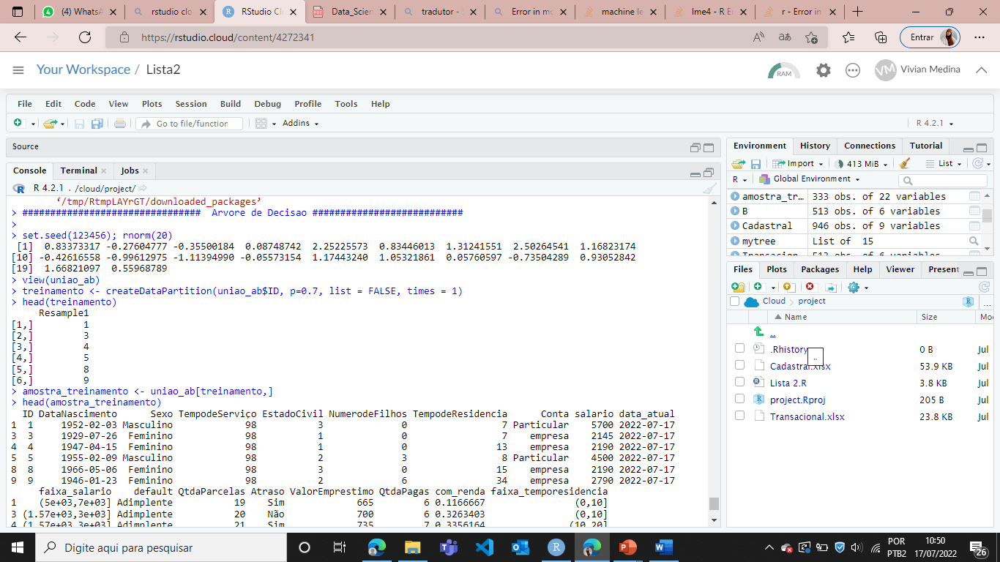 (4) WhatsA
rstudio clo
RStudio Cl
Data_Scien
tradutor -
Error in mo
machine le
lme4 - R E
r - Error in
https://rstudio.cloud/content/4272341
Entrar
Your Workspace / Lista2
RAM
VM
Vivian Medina
File Edit Code View Plots Session Build Debug Profile Tools Help
Go to file/function
Addins
R 4.2.1
Source
Console Terminal Jobs
R 4.2.1 . /cloud/project/
‘/tmp/RtmpLAYrGT/downloaded_packages’
> ################################ Arvore de Decisao ###########################
>
> set.seed(123456); rnorm(20)
[1] 0.83373317 -0.27604777 -0.35500184 0.08748742 2.25225573 0.83446013 1.31241551 2.50264541 1.16823174
[10] -0.42616558 -0.99612975 -1.11394990 -0.05573154 1.17443240 1.05321861 0.05760597 -0.73504289 0.93052842
[19] 1.66821097 0.55968789
> view(uniao_ab)
> treinamento <- createDataPartition(uniao_ab$ID, p=0.7, list = FALSE, times = 1)
> head(treinamento)
Resample1
[1,] 1
[2,] 3
[3,] 4
[4,] 5
[5,] 8
[6,] 9
> amostra_treinamento <- uniao_ab[treinamento,]
> head(amostra_treinamento)
ID DataNascimento Sexo TempodeServiço EstadoCivil NumerodeFilhos TempodeResidencia Conta salario data_atual
1 1 1952-02-03 Masculino 98 3 0 7 Particular 5700 2022-07-17
3 3 1929-07-26 Feminino 98 1 0 7 empresa 2145 2022-07-17
4 4 1947-04-15 Feminino 98 1 0 13 empresa 2190 2022-07-17
5 5 1955-02-09 Masculino 98 2 3 8 Particular 4500 2022-07-17
8 8 1966-05-06 Feminino 98 3 0 15 empresa 2190 2022-07-17
9 9 1946-01-23 Feminino 98 2 6 34 empresa 2790 2022-07-17
faixa_salario default QtdaParcelas Atraso ValorEmprestimo QtdaPagas com_renda faixa_temporesidencia
1 (5e+03,7e+03] Adimplente 19 Sim 665 6 0.1166667 (0,10]
3 (1.57e+03,3e+03] Adimplente 20 Não 700 6 0.3263403 (0,10]
4 (1.57e+03,3e+03] Adimplente 21 Sim 735 7 0.3356164 (10,20]
Environment History Connections Tutorial
Import 413 MiB List
R Global Environment
amostra_tr… 333 obs. of 22 variables
B 513 obs. of 6 variables
Cadastral 946 obs. of 9 variables
mytree List of 15
Transacion 513 obs. of 6 variables
Files Plots Packages Help Viewer Present
Cloud project
...
Name Size Mo
..
.Rhistory 0 B Jul
..
Cadastral.xlsx 53.9 KB Jul
Lista 2.R 3.8 KB Jul
project.Rproj 205 B Jul
Transacional.xlsx 23.8 KB Jul
Digite aqui para pesquisar
POR
PTB2
10:50
17/07/2022
26